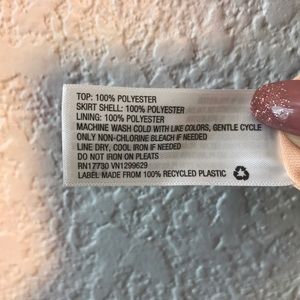 TOP: 100% POLYESTER
SKIRT SHELL: 100% POLYESTER
LINING: 100% POLYESTER
MACHINE WASH COLD WITH LIKE COLORS, GENTLE CYCLE
ONLY NON-CHLORINE BLEACH IF NEEDED
LINE DRY, COOL IRON IF NEEDED
DO NOT IRON ON PLEATS
RN17730 VN1299629
LABEL MADE FROM 100% RECYCLED PLASTIC